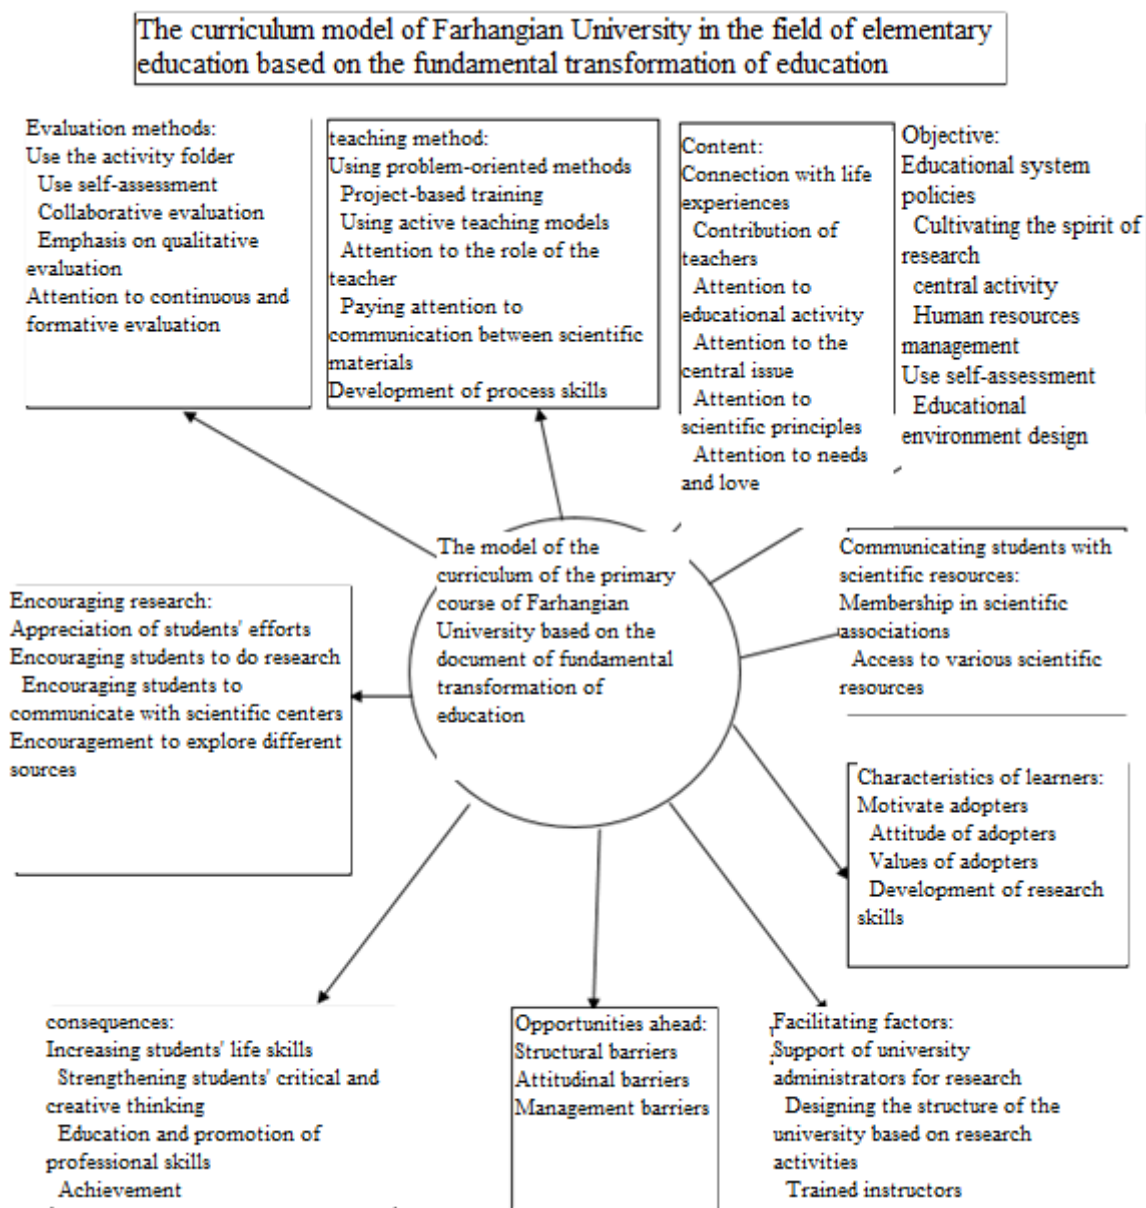 The curriculum model of Farhangian University in the field of elementary
education based on the fundamental transformation of education
Evaluation methods:
Use the activity folder
Use self-assessment
Collaborative evaluation
Emphasis on qualitative
evaluation
Attention to continuous and
formative evaluation
teaching method:
Using problem-oriented methods
Project-based training
Using active teaching models
Attention to the role of the
teacher
Paying attention to
communication between scientific
materials
Development of process skills
Content:
Connection with life
experiences
Contribution of
teachers
Attention to
educational activity
Attention to the
central issue
Attention to
scientific principles
Attention to needs
and love
Objective:
Educational system
policies
Cultivating the spirit of
research
central activity
Human resources
management
Use self-assessment
Educational
environment design
The model of the
curriculum of the primary
course of Farhangian
University based on the
document of fundamental
transformation of
education
Communicating students with
scientific resources:
Membership in scientific
associations
Access to various scientific
resources
Encouraging research:
Appreciation of students' efforts
Encouraging students to do research
Encouraging students to
communicate with scientific centers
Encouragement to explore different
sources
Characteristics of learners:
Motivate adopters
Attitude of adopters
Values of adopters
Development of research
skills
consequences:
Increasing students' life skills
Strengthening students' critical and
creative thinking
Education and promotion of
professional skills
Achievement
Opportunities ahead:
Structural barriers
Attitudinal barriers
Management barriers
Facilitating factors:
Support of university
administrators for research
Designing the structure of the
university based on research
activities
Trained instructors